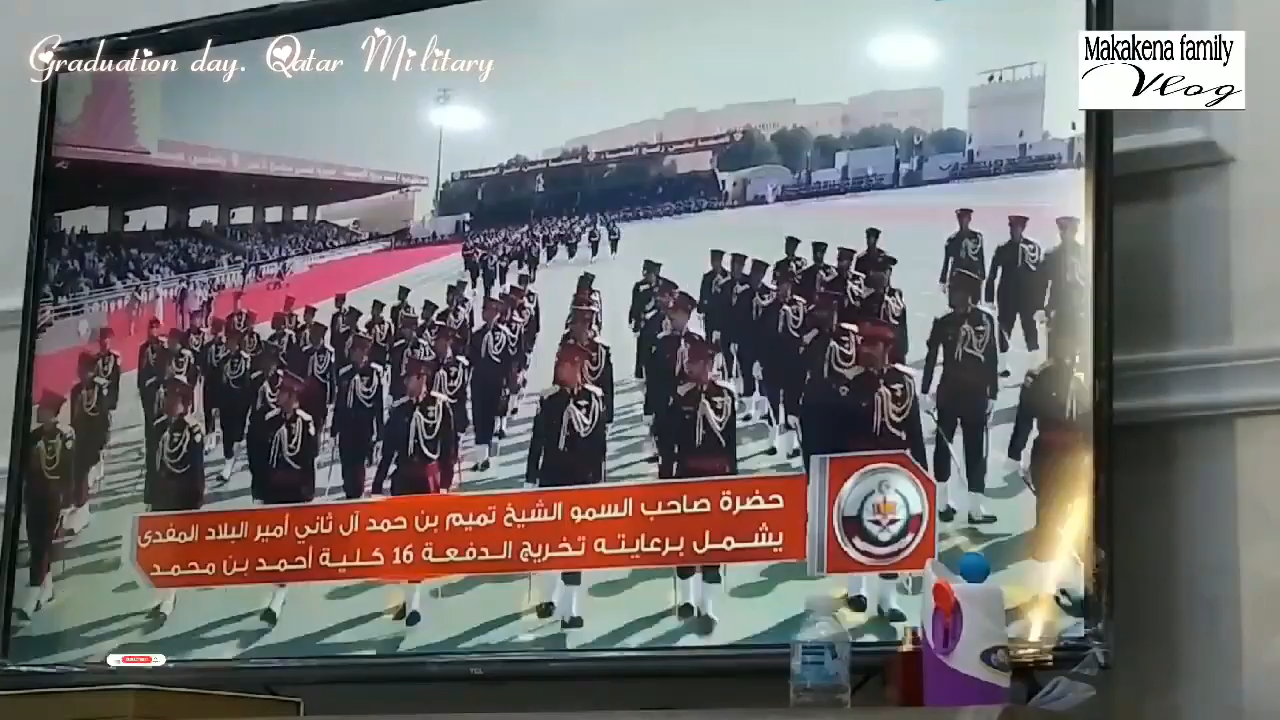 Graduation day. Qatar Military
Makakena family
Vlog
حضرة صاحب السمو الشيخ تميم بن حمد آل ثاني أمير البلاد المفدى
يشمل برعايته تخريج الدفعة 16 كلية أحمد بن محمد
TCL